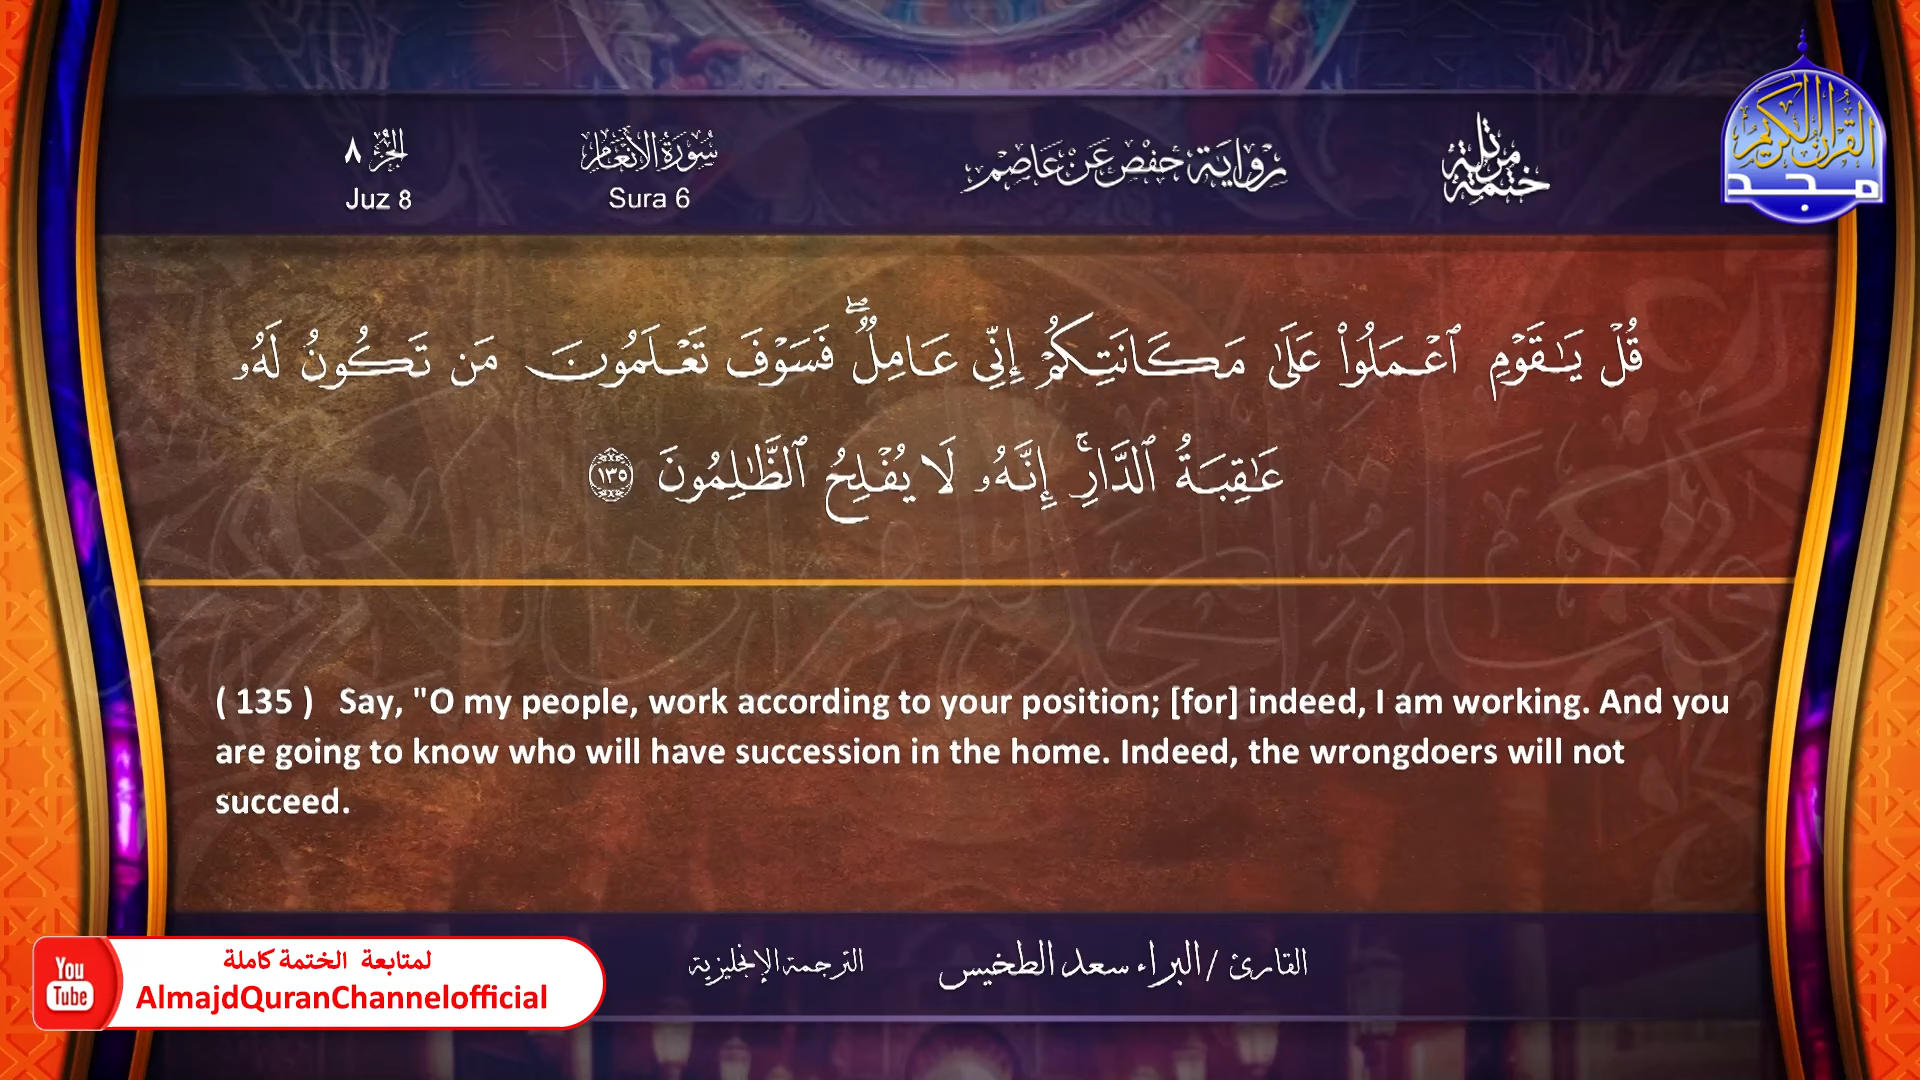 ختمة مرتلة
رواية حفص عن عاصم
سُورَةُ الأَنْعَام
Sura 6
الجزء ٨
Juz 8
القرآن الكريم
مجد
قُلْ يَـٰقَوْمِ ٱعْمَلُوا۟ عَلَىٰ مَكَانَتِكُمْ إِنِّى عَامِلٌ ۖ فَسَوْفَ تَعْلَمُونَ مَن تَكُونُ لَهُۥ
عَـٰقِبَةُ ٱلدَّارِ ۚ إِنَّهُۥ لَا يُفْلِحُ ٱلظَّـٰلِمُونَ ١٣٥
( 135 ) Say, "O my people, work according to your position; [for] indeed, I am working. And you
are going to know who will have succession in the home. Indeed, the wrongdoers will not
succeed.
القارئ / البراء سعد الطخيس
الترجمة الإنجليزية
You
Tube
لمتابعة الختمة كاملة
AlmajdQuranChannelofficial